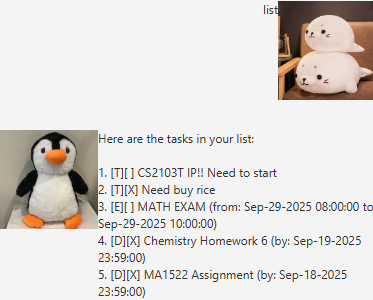 list
Here are the tasks in your list:
1. [T][ ] CS2103T IP!! Need to start
2. [T][X] Need buy rice
3. [E][ ] MATH EXAM (from: Sep-29-2025 08:00:00 to
Sep-29-2025 10:00:00)
4. [D][X] Chemistry Homework 6 (by: Sep-19-2025
23:59:00)
5. [D][X] MA1522 Assignment (by: Sep-18-2025
23:59:00)